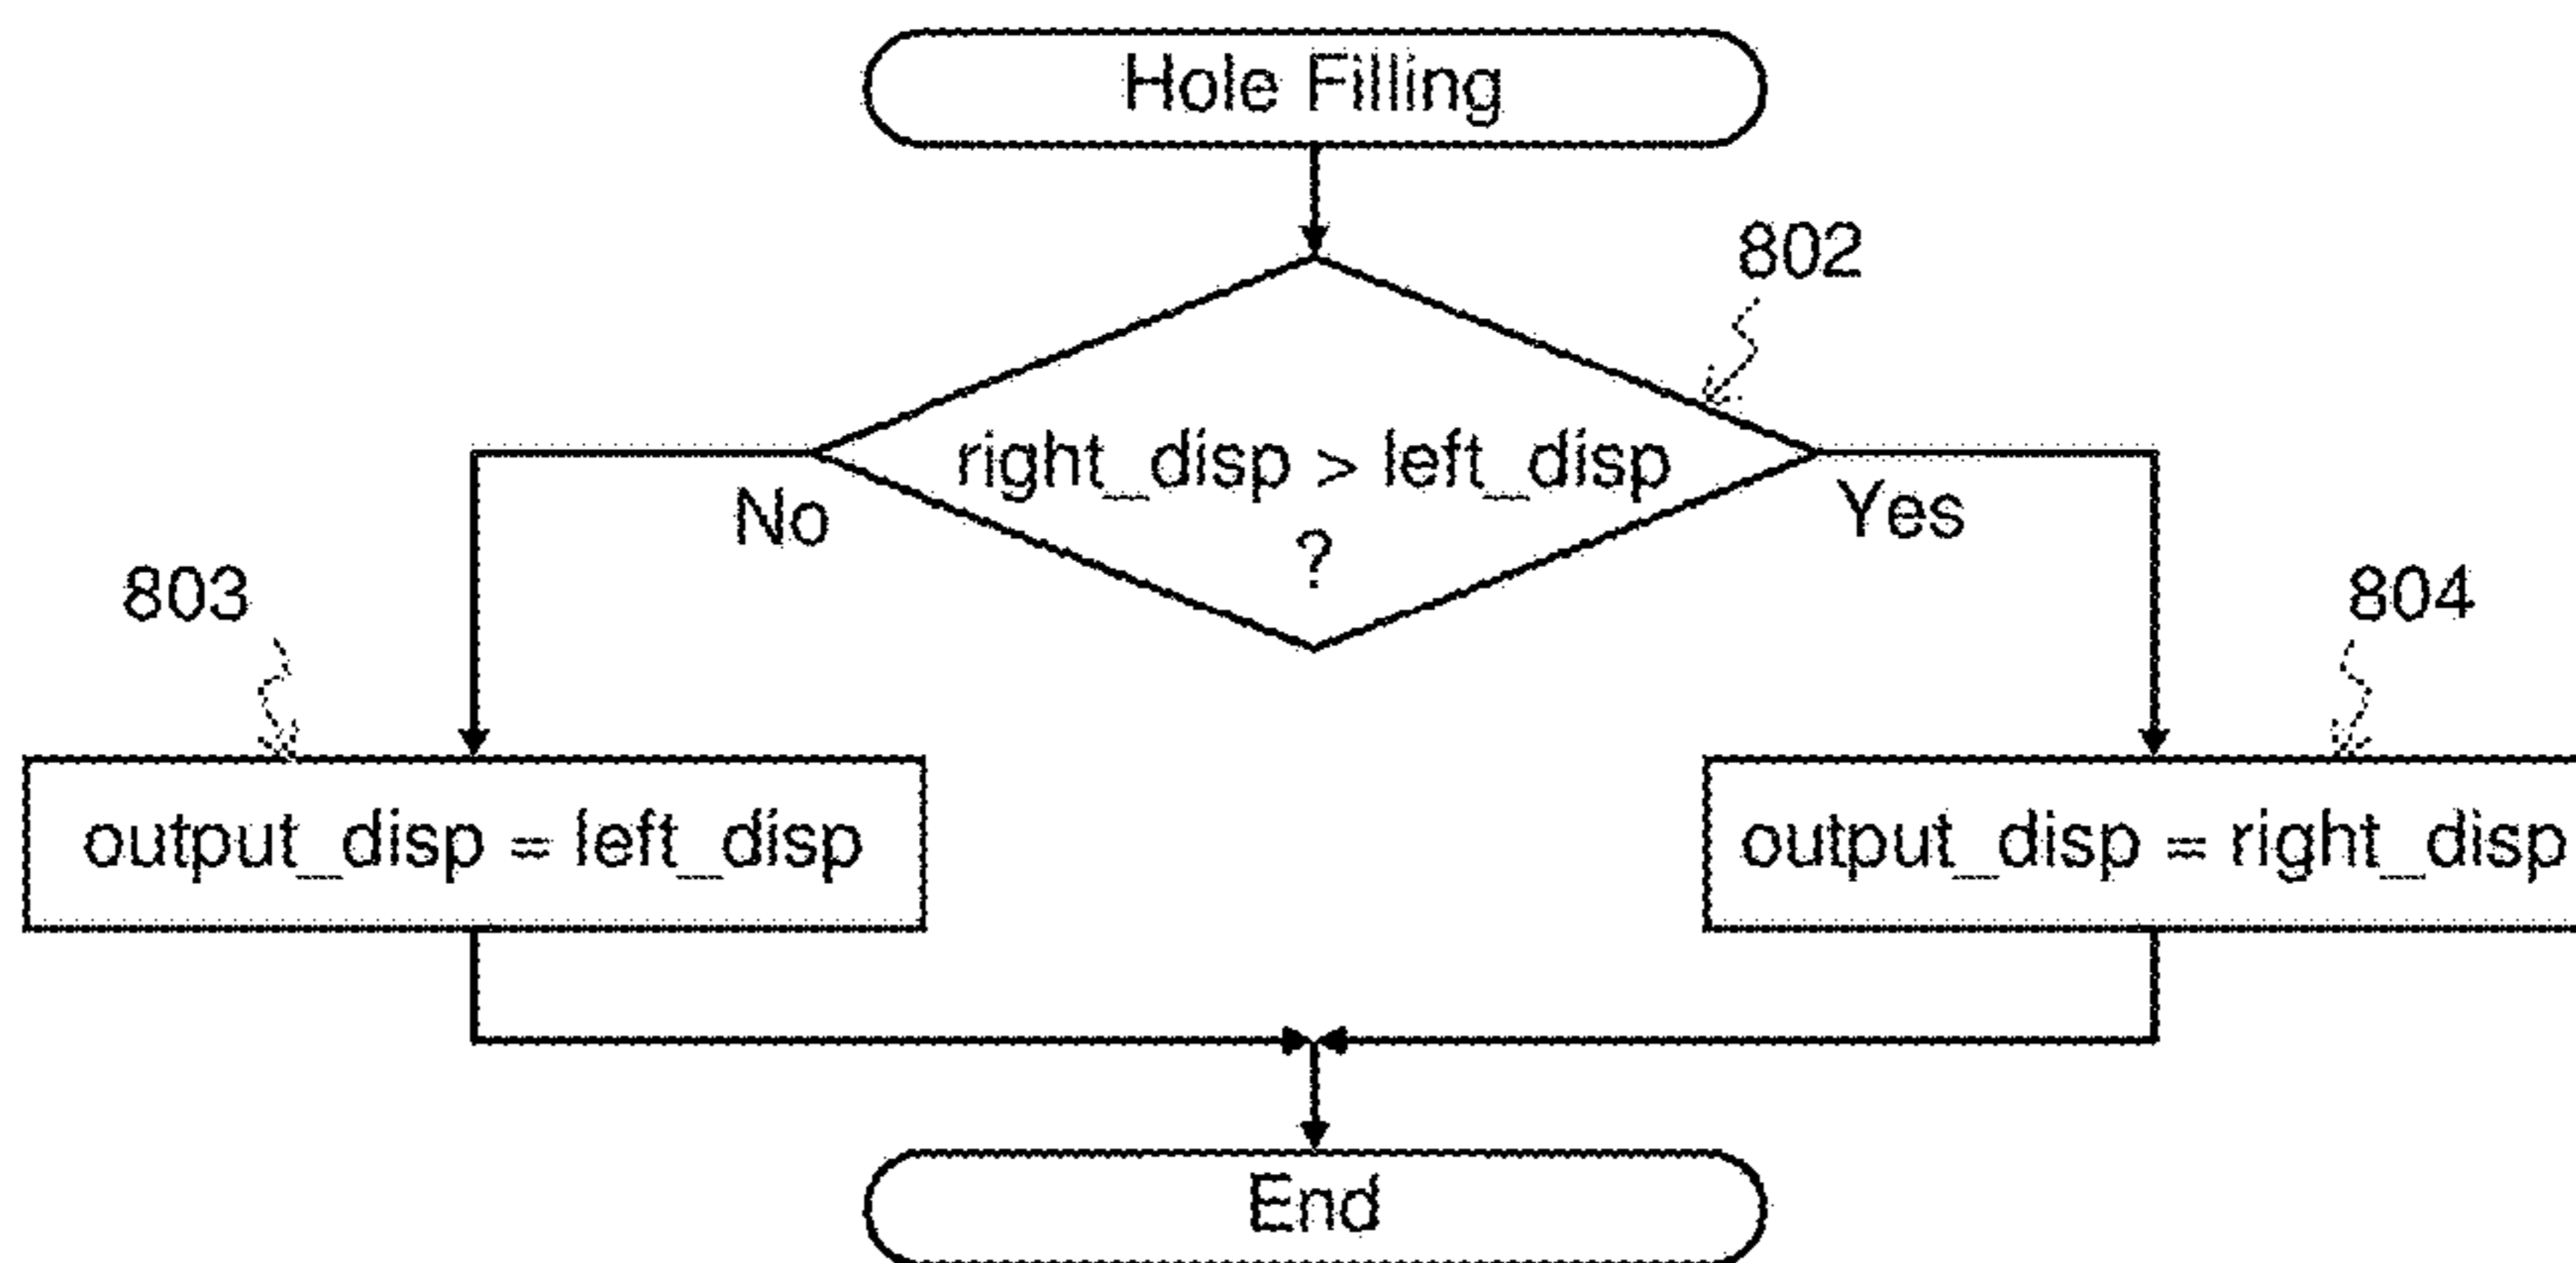 Hole Filling
802
right_disp > left_disp
?
No
Yes
803
804
output_disp = left_disp
output_disp = right_disp
End